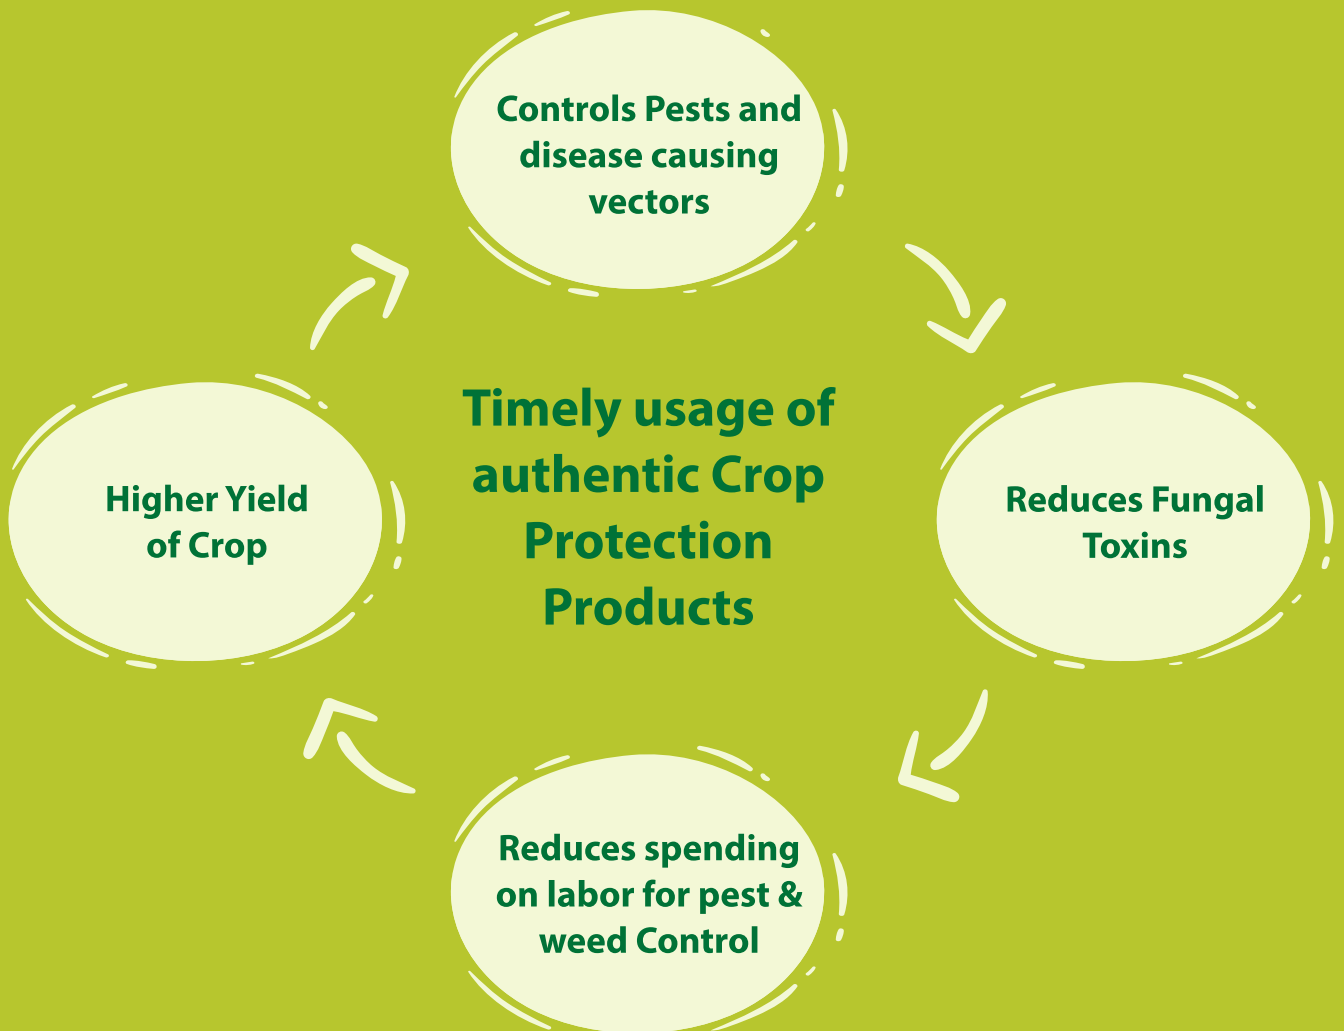 Controls Pests and
disease causing
vectors
Timely usage of
authentic Crop
Protection
Products
Higher Yield
of Crop
Reduces Fungal
Toxins
Reduces spending
on labor for pest &
weed Control